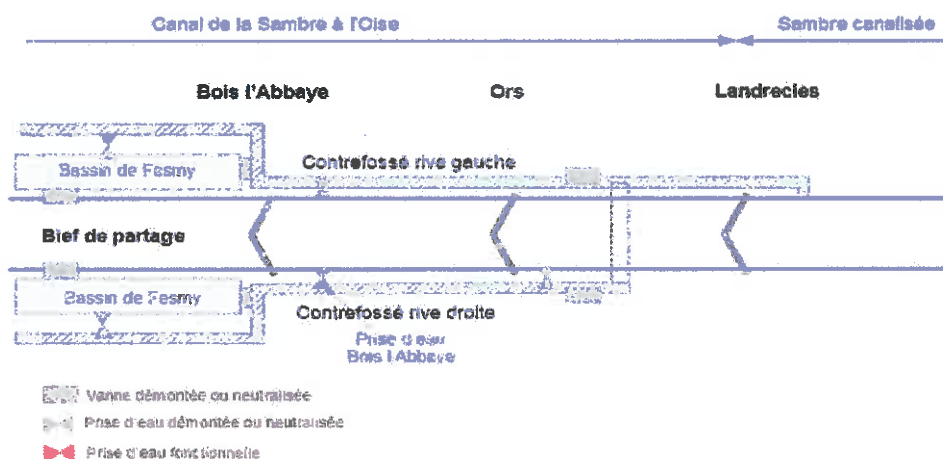 Canal de la Sambre à l'Oise
Sambre canalisée
Bois l'Abbaye
Ors
Landrecies
Contrefossé rive gauche
Bassin de Fesmy
Bief de partage
Bassin de Fesmy
Contrefossé rive droite
Prise d'eau
Bois l'Abbaye
Vanne démontée ou neutralisée
Prise d'eau démontée ou neutralisée
Prise d'eau fonctionnelle